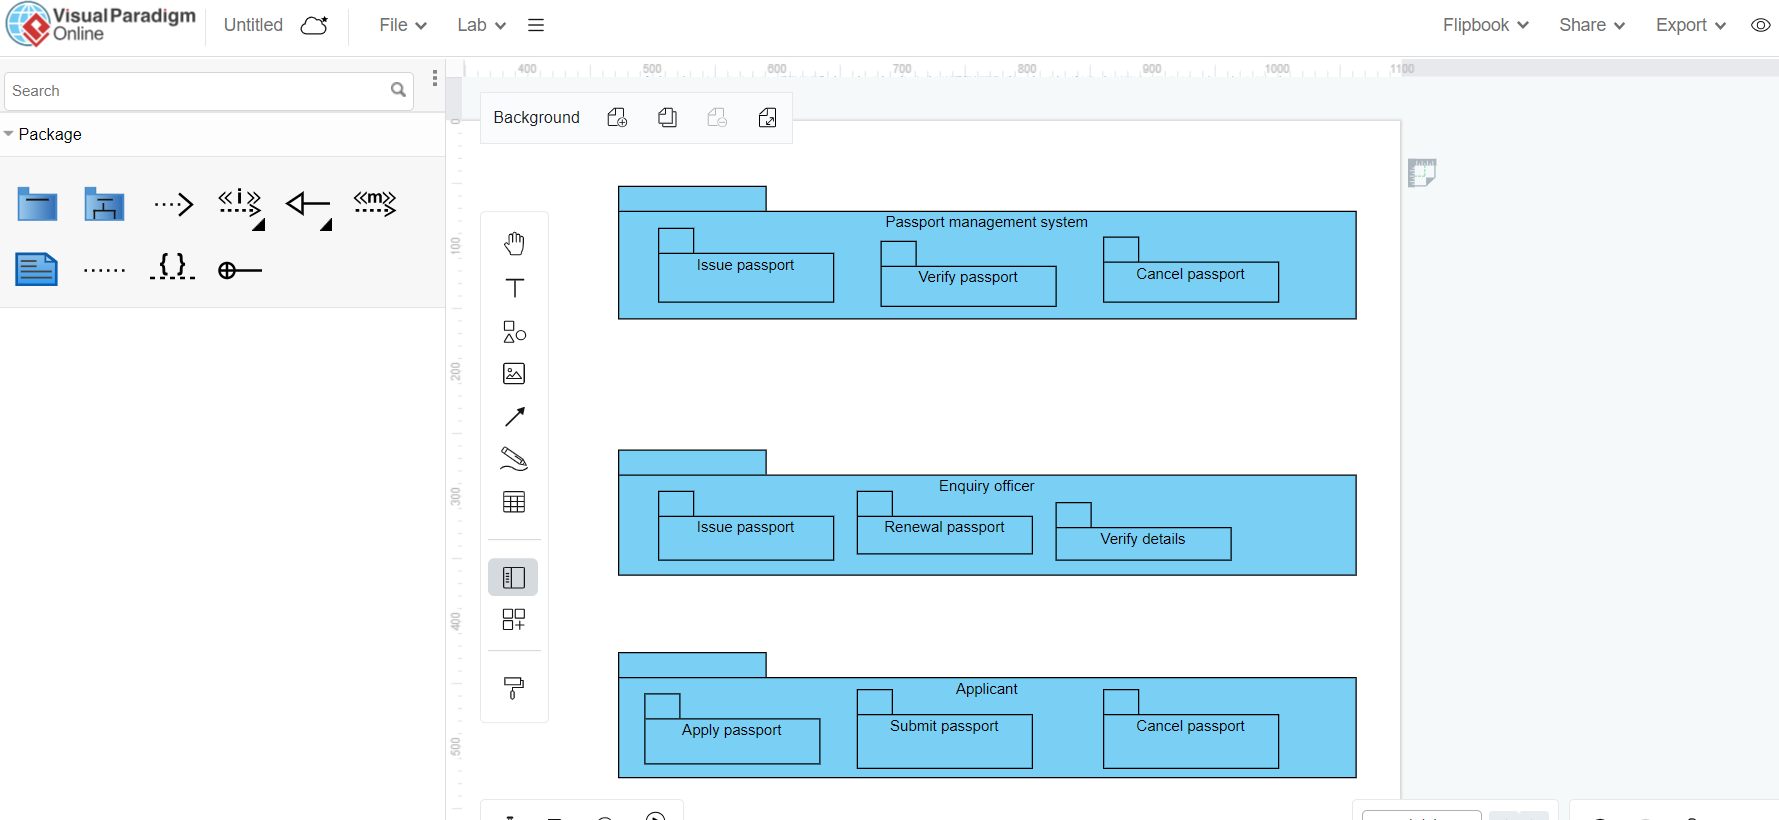 Visual Paradigm
Online
Untitled
File
Lab
Flipbook
Share
Export
Search
Package
<<i>>
<<m>>
{ }
400
500
600
700
800
900
1000
1100
Background
0
100
200
300
400
500
T
Passport management system
Issue passport
Verify passport
Cancel passport
Enquiry officer
Issue passport
Renewal passport
Verify details
Applicant
Apply passport
Submit passport
Cancel passport